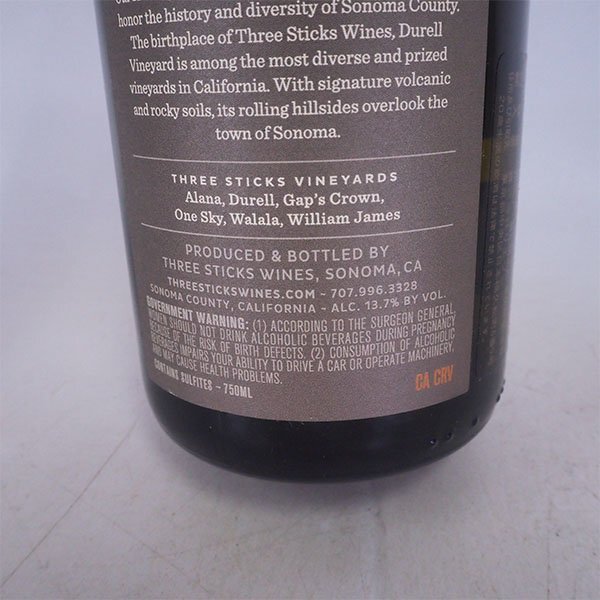 honor the history and diversity of Sonoma County.
The birthplace of Three Sticks Wines, Durell
Vineyard is among the most diverse and prized
vineyards in California. With signature volcanic
and rocky soils, its rolling hillsides overlook the
town of Sonoma.
THREE STICKS VINEYARDS
Alana, Durell, Gap's Crown,
One Sky, Walala, William James
PRODUCED & BOTTLED BY
THREE STICKS WINES, SONOMA, CA
THREESTICKSWINES.COM ~ 707.996.3328
SONOMA COUNTY, CALIFORNIA ~ ALC. 13.7% BY VOL.
GOVERNMENT WARNING: (1) ACCORDING TO THE SURGEON GENERAL,
WOMEN SHOULD NOT DRINK ALCOHOLIC BEVERAGES DURING PREGNANCY
BECAUSE OF THE RISK OF BIRTH DEFECTS. (2) CONSUMPTION OF ALCOHOLIC
BEVERAGES IMPAIRS YOUR ABILITY TO DRIVE A CAR OR OPERATE MACHINERY,
AND MAY CAUSE HEALTH PROBLEMS.
CONTAINS SULFITES ~ 750ML
CA CRV